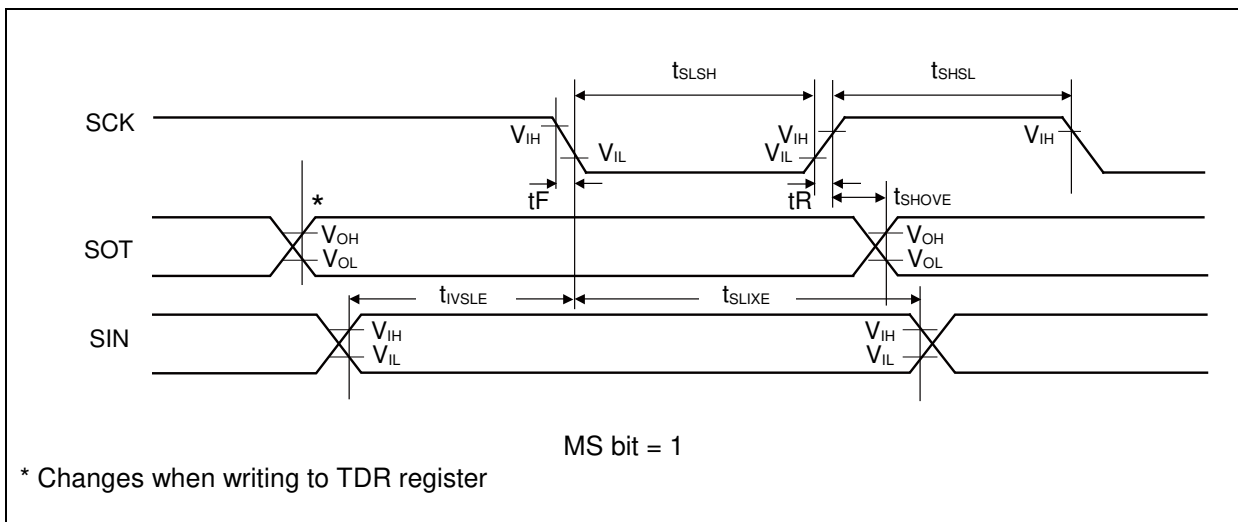 tSLSH
tSHSL
SCK
VIH
VIL
VIH
VIL
VIH
tF
tR
tSHOVE
*
SOT
VOH
VOL
VOH
VOL
tIVSLE
tSLIXE
SIN
VIH
VIL
VIH
VIL
MS bit = 1
* Changes when writing to TDR register